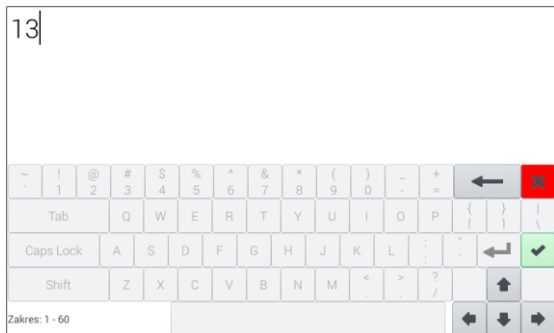 13
~ ! @ # $ % ^ & * ( ) _ +
` 1 2 3 4 5 6 7 8 9 0 - =
Tab Q W E R T Y U I O P { } |
[ ] \
Caps Lock A S D F G H J K L : "
; '
Shift Z X C V B N M < > ?
, . /
Zakres: 1 - 60